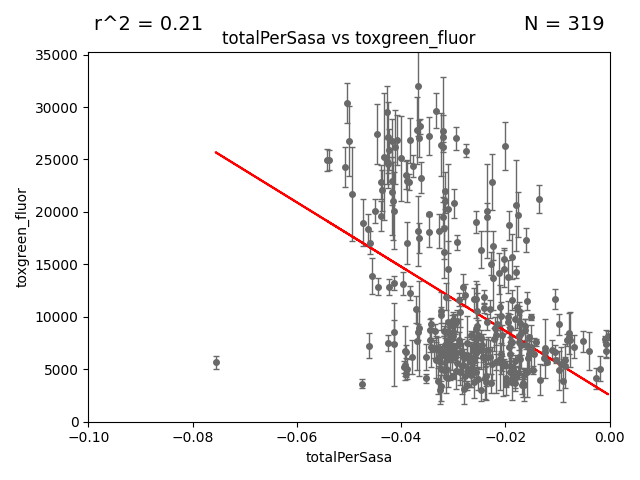 r^2 = 0.21
N = 319
totalPerSasa vs toxgreen_fluor
35000
30000
25000
20000
15000
10000
5000
0
toxgreen_fluor
−0.10
−0.08
−0.06
−0.04
−0.02
0.00
totalPerSasa